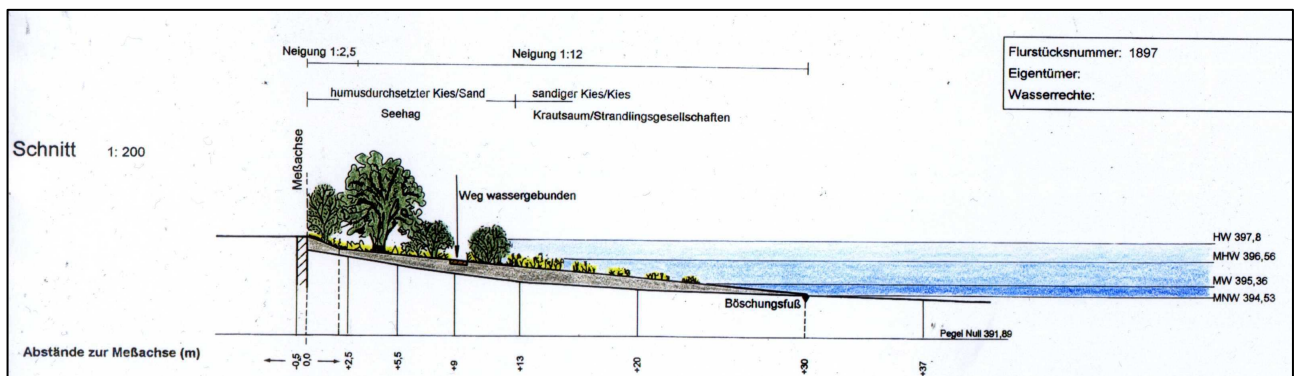 Neigung 1:2,5 Neigung 1:12
Flurstücksnummer: 1897
Eigentümer:
Wasserrechte:
humusdurchsetzter Kies/Sand sandiger Kies/Kies
Seehag Krautsaum/Strandlingsgesellschaften
Schnitt 1: 200
Meßachse
Weg wassergebunden
HW 397,8
MHW 396,56
MW 395,36
MNW 394,53
Böschungsfuß
Pegel Null 391,89
Abstände zur Meßachse (m)
-0,5 0,0 +2,5 +5,5 +9 +13 +20 +30 +37